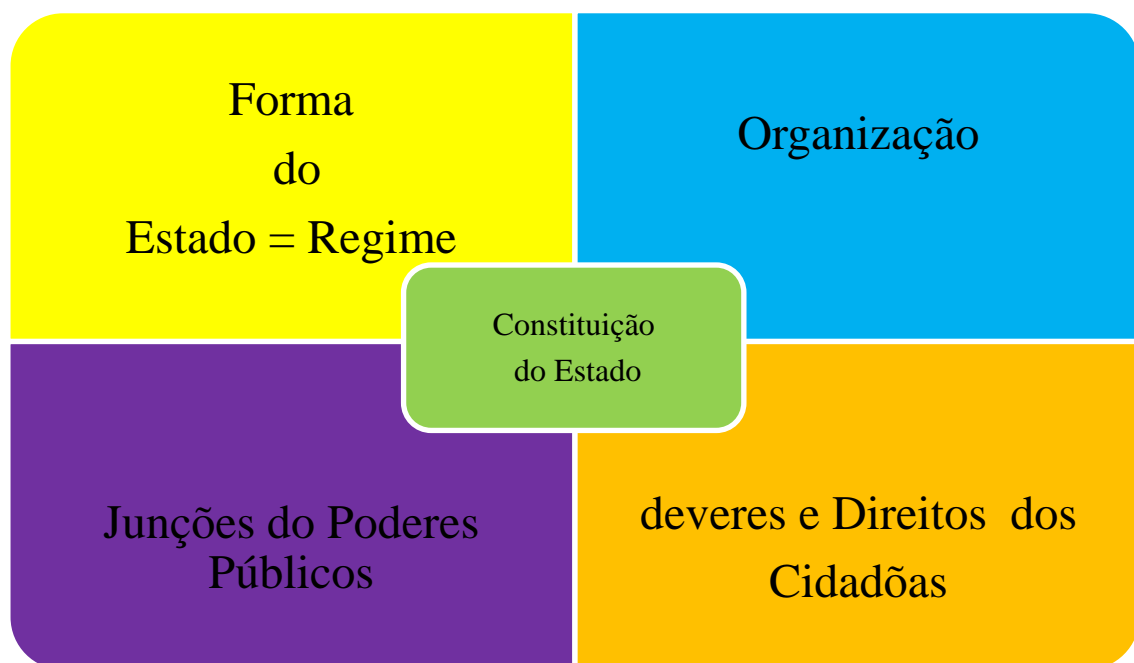 Forma
do
Estado = Regime
Organização
Constituição
do Estado
Junções do Poderes
Públicos
deveres e Direitos dos
Cidadõas